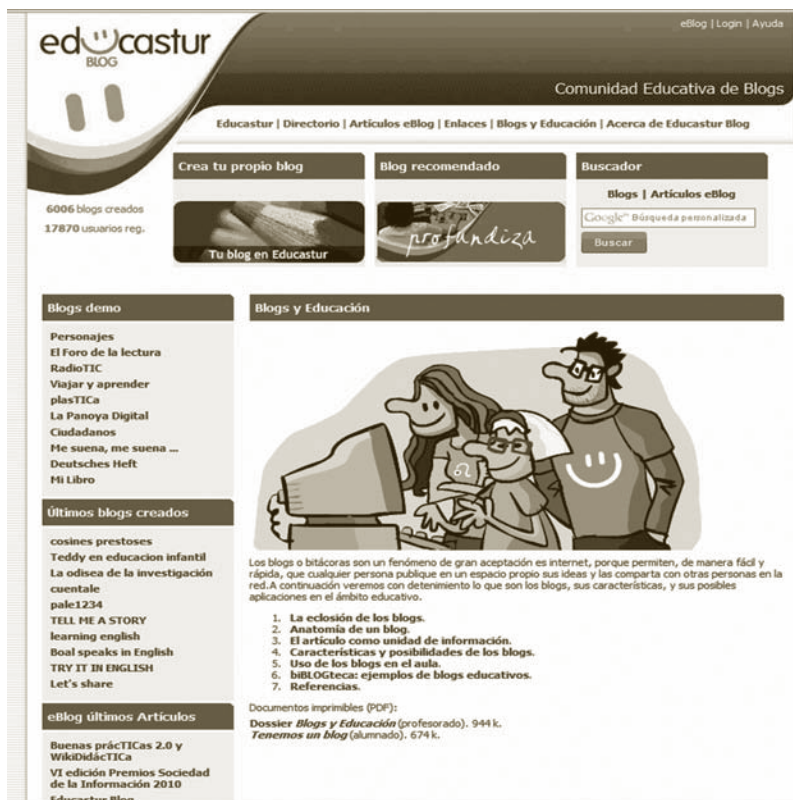 educastur
BLOG
eBlog | Login | Ayuda
Comunidad Educativa de Blogs
Educastur | Directorio | Artículos eBlog | Enlaces | Blogs y Educación | Acerca de Educastur Blog
6006 blogs creados
17870 usuarios reg.
Crea tu propio blog
Tu blog en Educastur
Blog recomendado
profundiza
Buscador
Blogs | Artículos eBlog
Google™ Búsqueda personalizada
Buscar
Blogs demo
Personajes
El Foro de la lectura
RadioTIC
Viajar y aprender
plasTICa
La Panoya Digital
Ciudadanos
Me suena, me suena ...
Deutsches Heft
Mi Libro
Últimos blogs creados
cosines prestoses
Teddy en educacion infantil
La odisea de la investigación
cuentale
pale1234
TELL ME A STORY
learning english
Boal speaks in English
TRY IT IN ENGLISH
Let's share
eBlog últimos Artículos
Buenas prácTICas 2.0 y
WikiDidácTICa
VI edición Premios Sociedad
de la Información 2010
Educastur Blog
Blogs y Educación
Los blogs o bitácoras son un fenómeno de gran aceptación es internet, porque permiten, de manera fácil y
rápida, que cualquier persona publique en un espacio propio sus ideas y las comparta con otras personas en la
red.A continuación veremos con detenimiento lo que son los blogs, sus características, y sus posibles
aplicaciones en el ámbito educativo.
1. La eclosión de los blogs.
2. Anatomía de un blog.
3. El artículo como unidad de información.
4. Características y posibilidades de los blogs.
5. Uso de los blogs en el aula.
6. biBLOGteca: ejemplos de blogs educativos.
7. Referencias.
Documentos imprimibles (PDF):
Dossier Blogs y Educación (profesorado). 944 k.
Tenemos un blog (alumnado). 674 k.